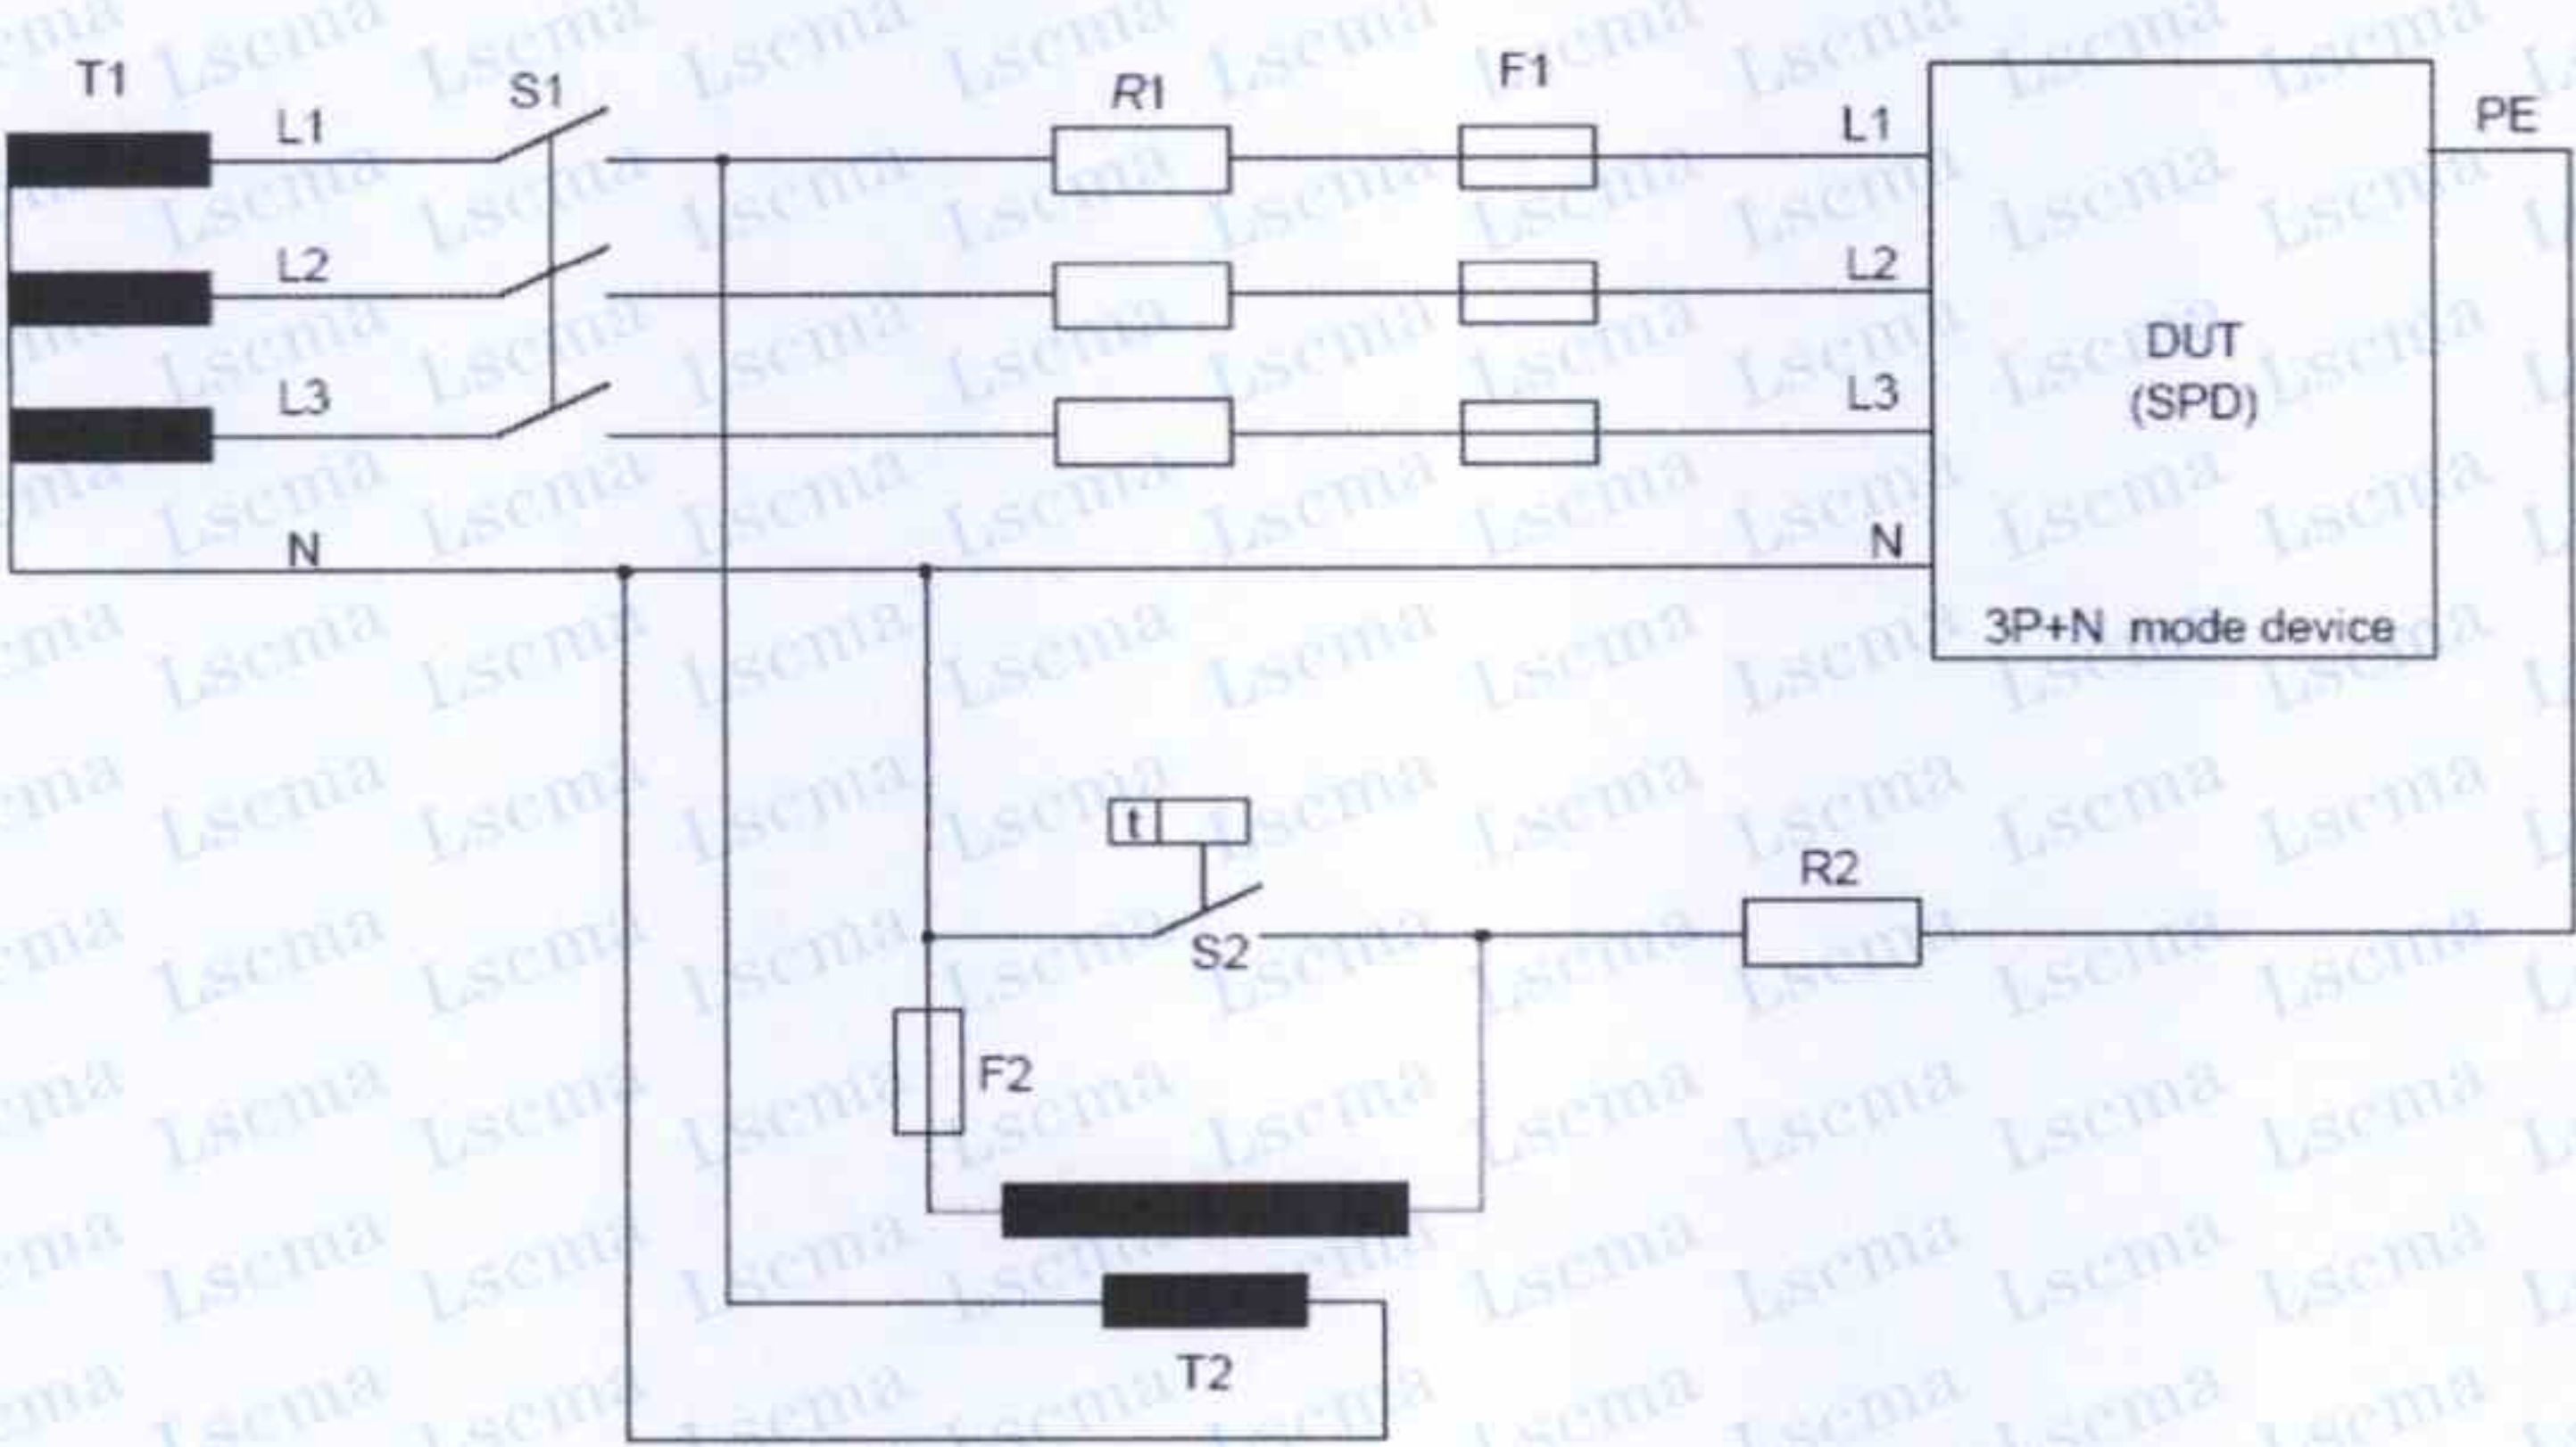 T1
S1
R1
F1
L1
L1
PE
L2
L2
DUT
(SPD)
L3
L3
N
N
3P+N mode device
t
S2
R2
F2
T2
Lscma